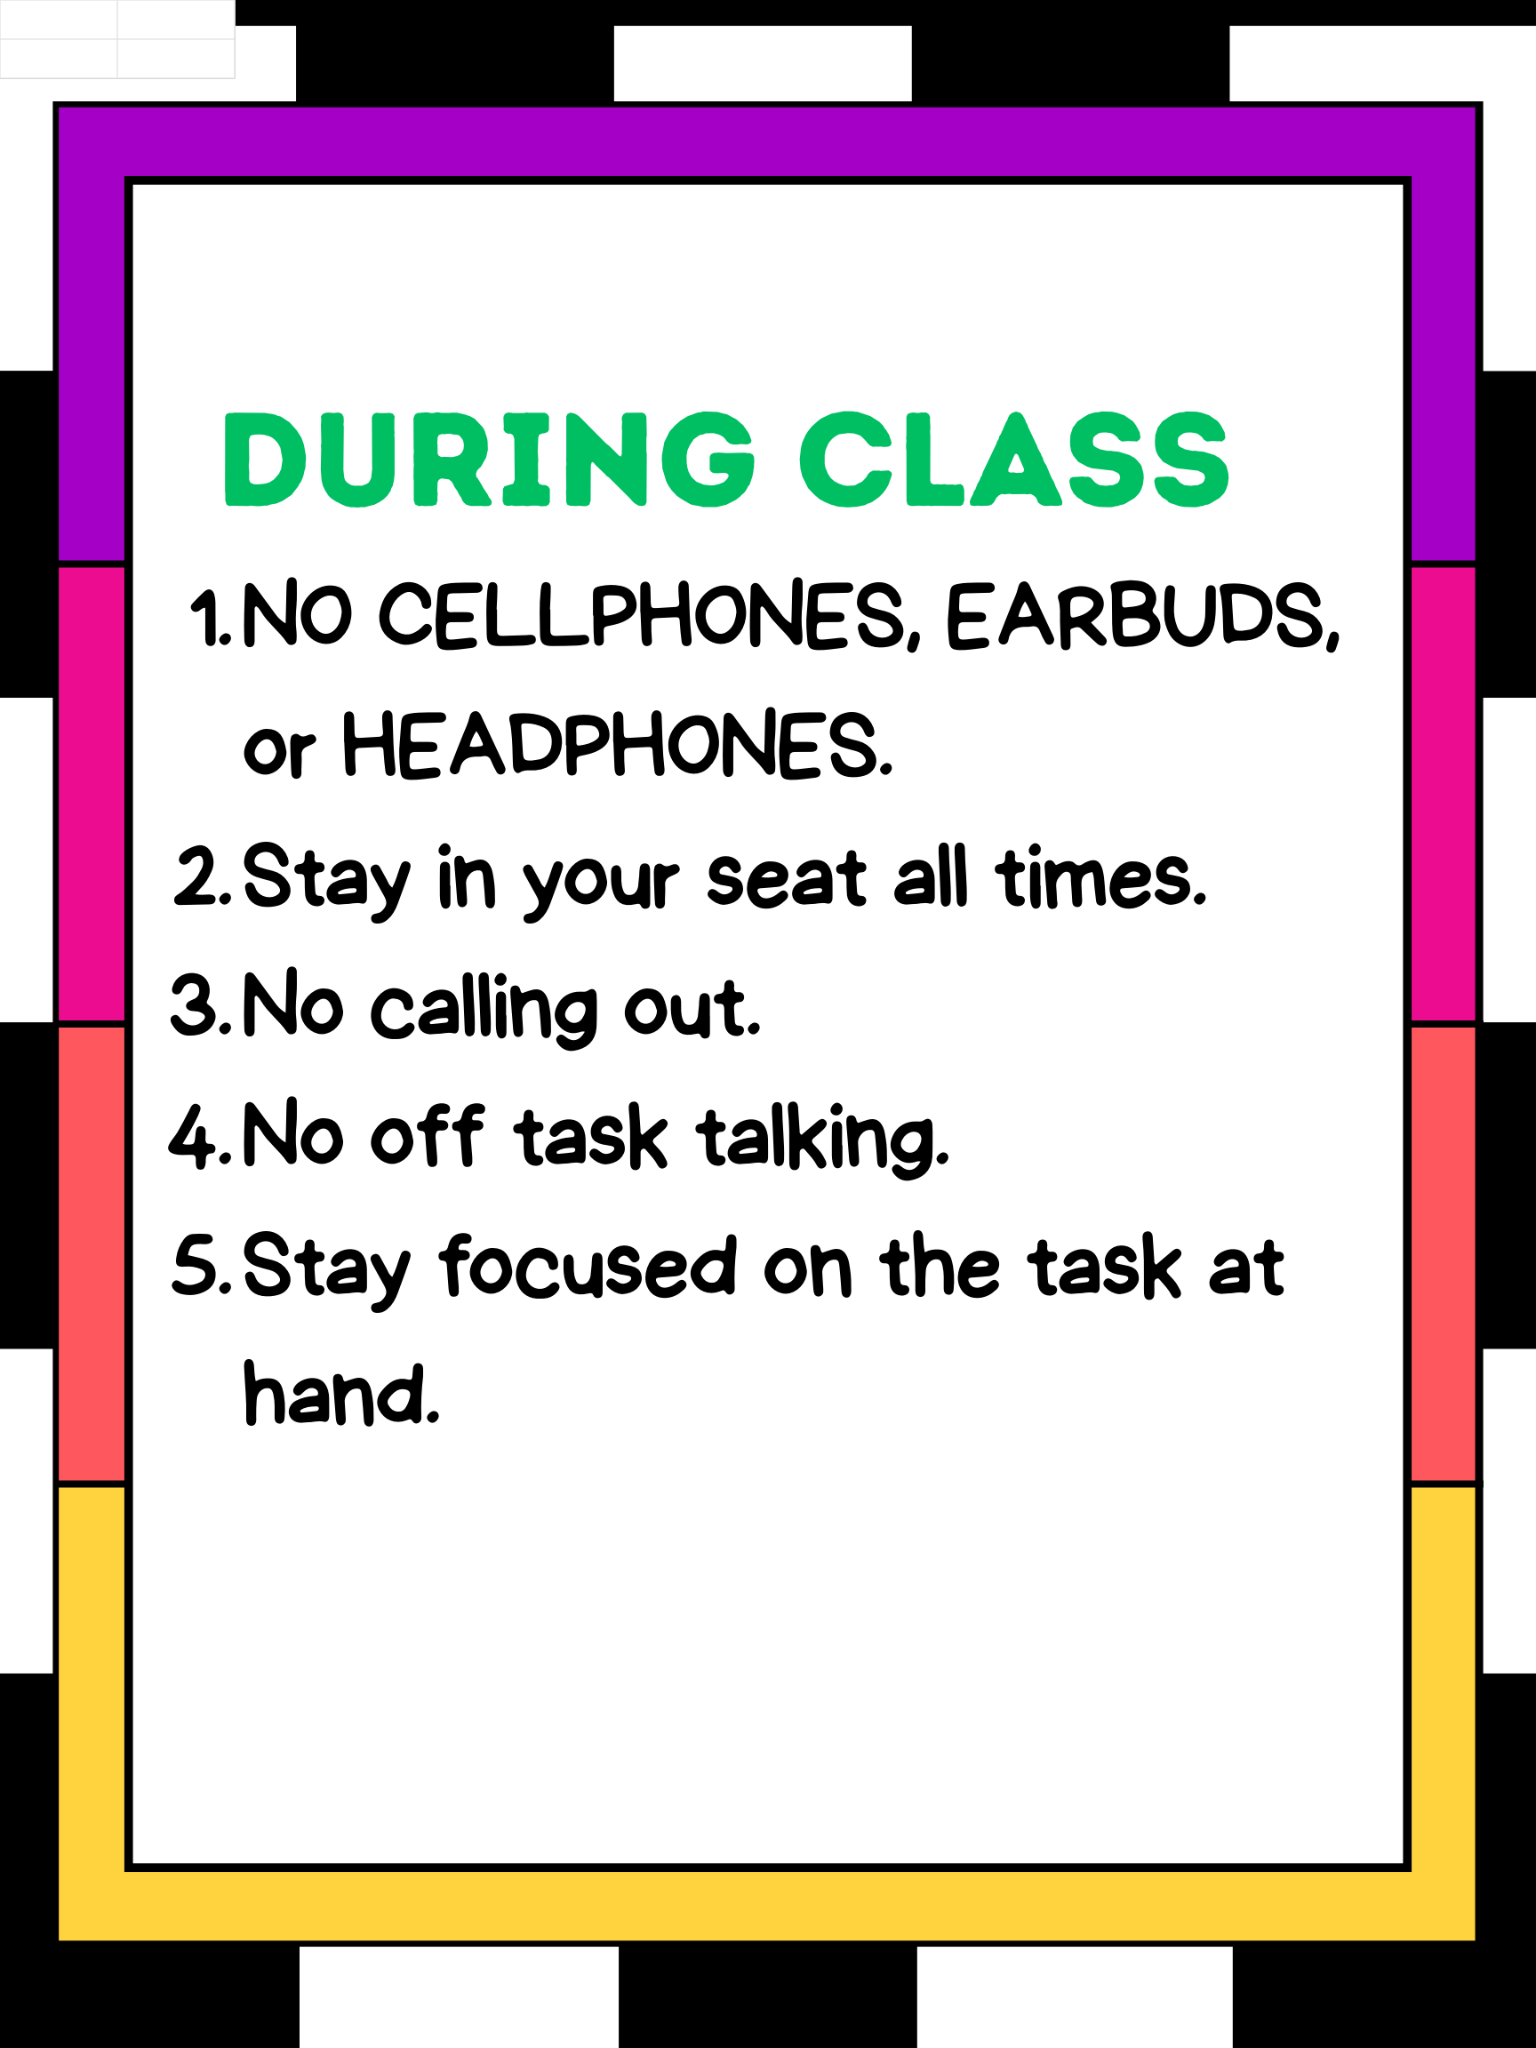 DURING CLASS
1. NO CELLPHONES, EARBUDS,
or HEADPHONES.
2. Stay in your seat all times.
3. No calling out.
4. No off task talking.
5. Stay focused on the task at
hand.